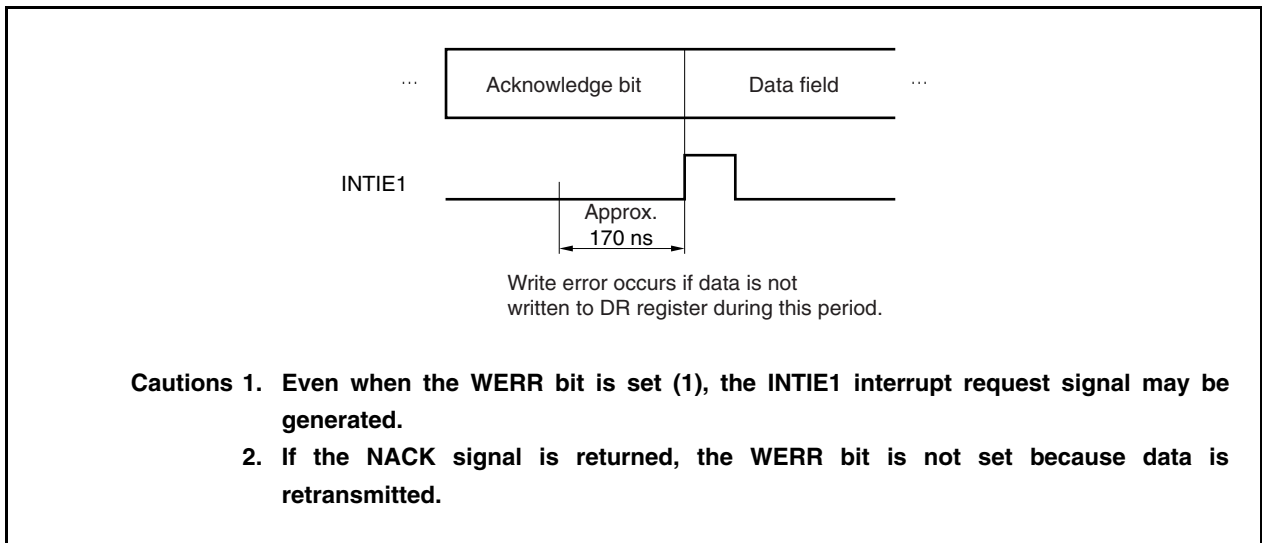 ... Acknowledge bit Data field ...
INTIE1
Approx.
170 ns
Write error occurs if data is not
written to DR register during this period.
Cautions 1. Even when the WERR bit is set (1), the INTIE1 interrupt request signal may be
generated.
2. If the NACK signal is returned, the WERR bit is not set because data is
retransmitted.